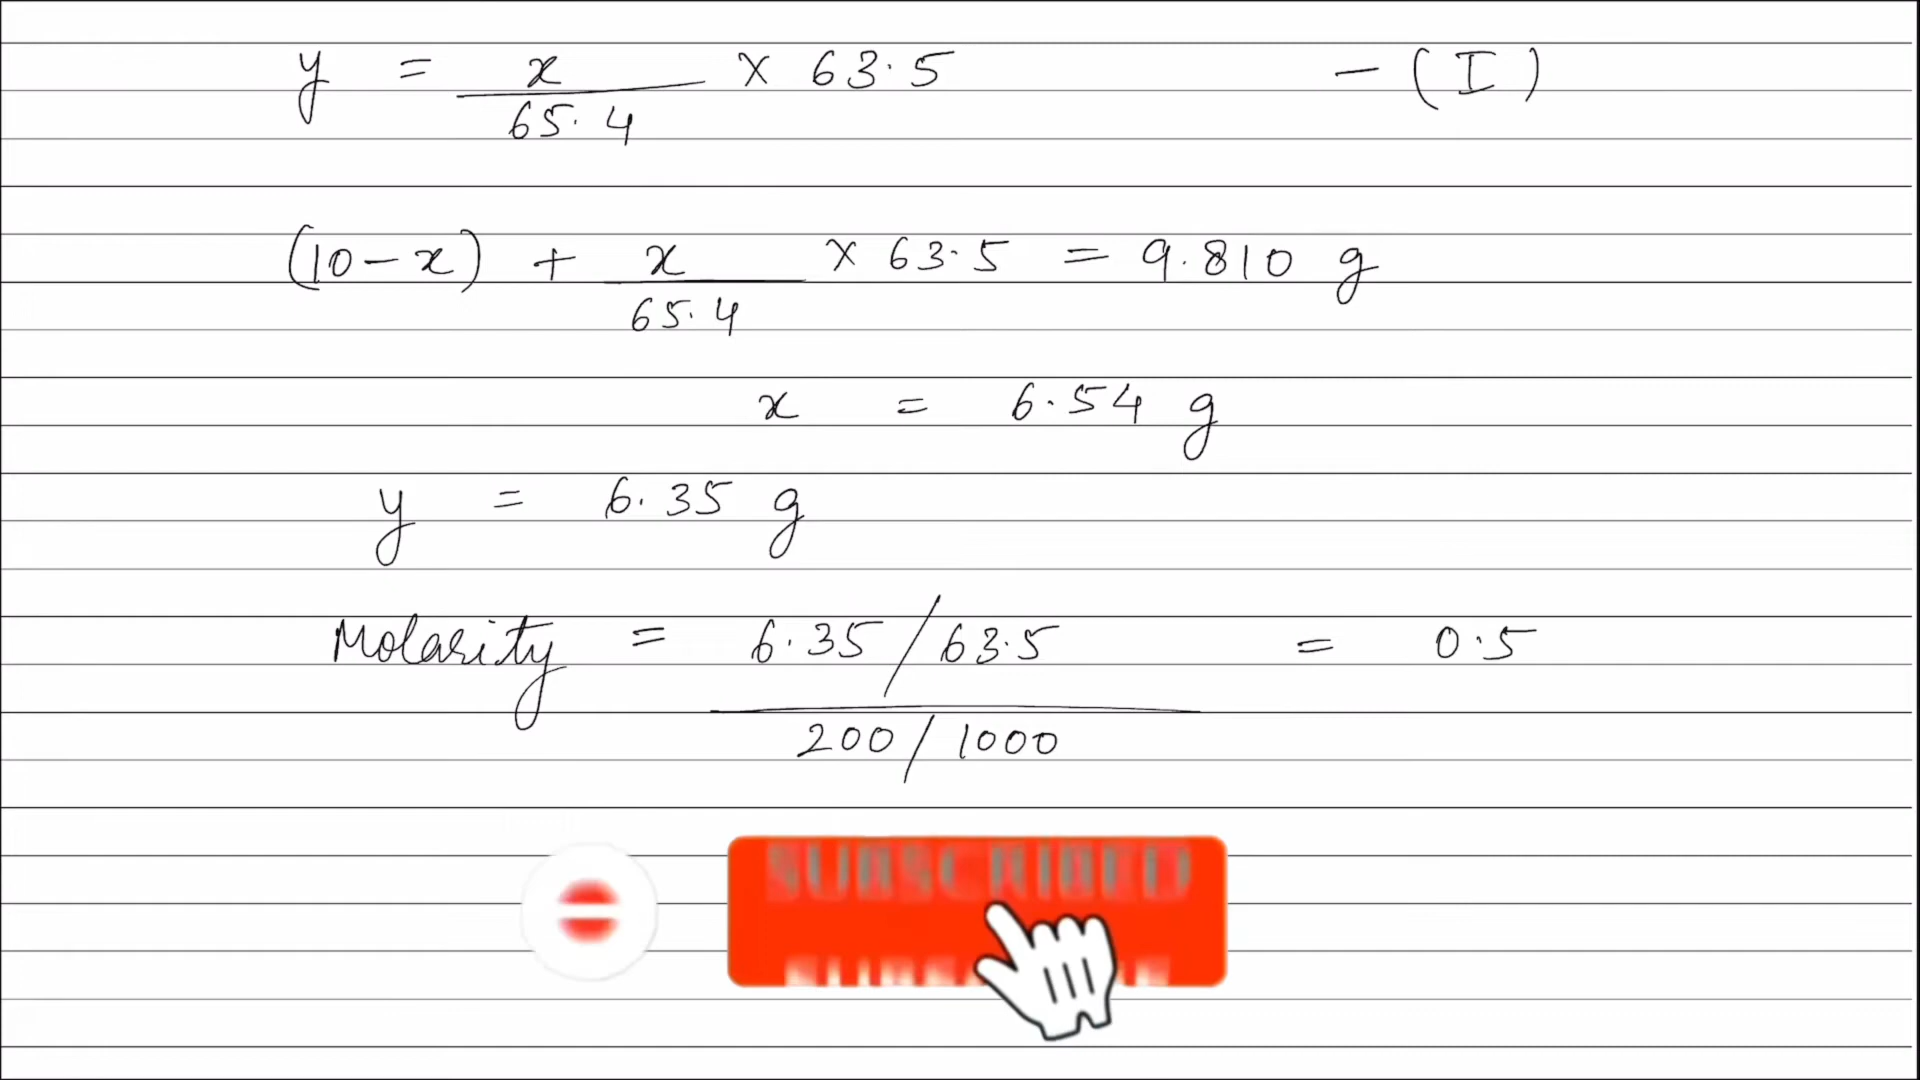 y = x / 65.4 × 63.5 - (I)
(10 - x) + x / 65.4 × 63.5 = 9.810 g
x = 6.54 g
y = 6.35 g
Molarity = 6.35 / 63.5 / 200 / 1000 = 0.5
SUBSCRIBED